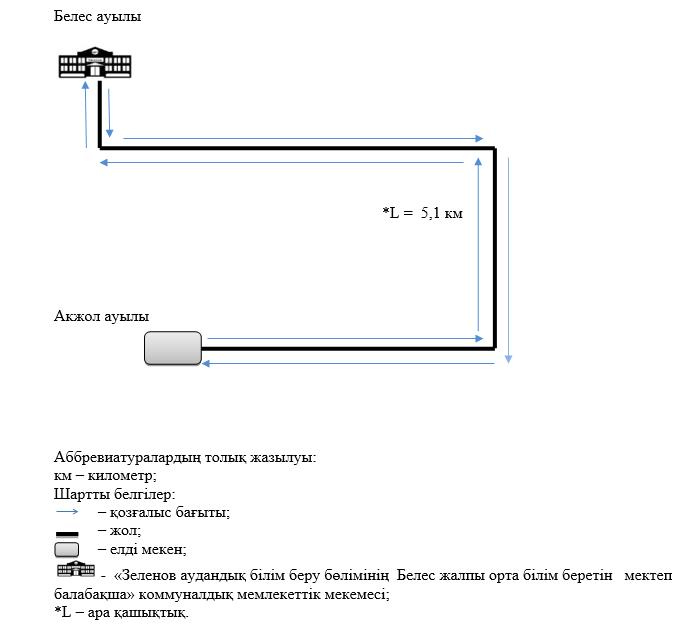 Белес ауылы
*L = 5,1 км
Акжол ауылы
Аббревиатуралардың толық жазылуы:
км – километр;
Шартты белгілер:
– қозғалыс бағыты;
– жол;
– елді мекен;
- «Зеленов аудандық білім беру бөлімінің Белес жалпы орта білім беретін мектеп
балабақша» коммуналдық мемлекеттік мекемесі;
*L – ара қашықтық.